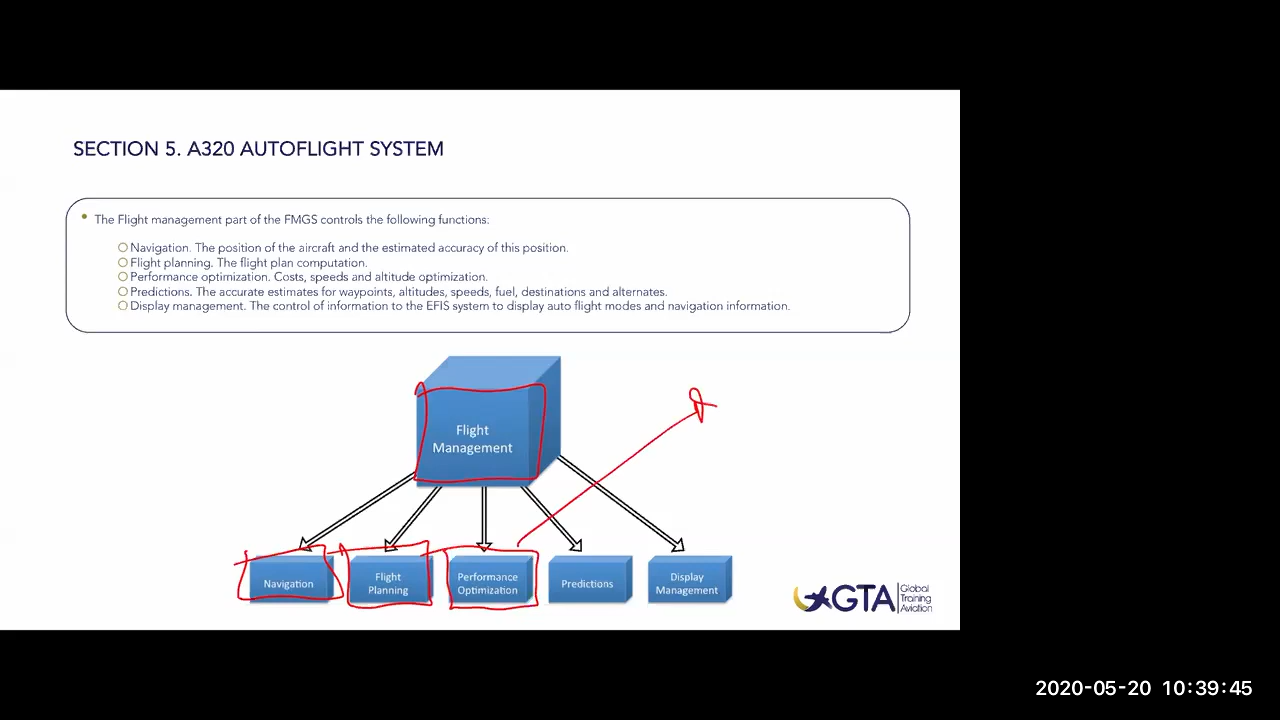 SECTION 5. A320 AUTOFLIGHT SYSTEM
• The Flight management part of the FMGS controls the following functions:
Navigation. The position of the aircraft and the estimated accuracy of this position.
Flight planning. The flight plan computation.
Performance optimization. Costs, speeds and altitude optimization.
Predictions. The accurate estimates for waypoints, altitudes, speeds, fuel, destinations and alternates.
Display management. The control of information to the EFIS system to display auto flight modes and navigation information.
Flight
Management
Navigation
Flight
Planning
Performance
Optimization
Predictions
Display
Management
GTA
Global
Training
Aviation
2020-05-20 10:39:45